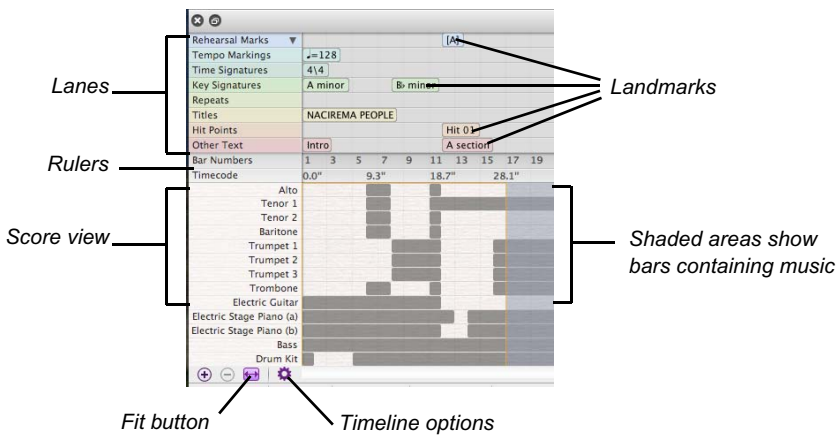 Rehearsal Marks ▼ [A]
Tempo Markings ♩=128
Time Signatures 4\4
Key Signatures A minor B♭ minor
Repeats
Titles NACIREMA PEOPLE
Hit Points Hit 01
Other Text Intro A section
Bar Numbers 1 3 5 7 9 11 13 15 17 19
Timecode 0.0" 9.3" 18.7" 28.1"
Alto
Tenor 1
Tenor 2
Baritone
Trumpet 1
Trumpet 2
Trumpet 3
Trombone
Electric Guitar
Electric Stage Piano (a)
Electric Stage Piano (b)
Bass
Drum Kit
Lanes
Rulers
Score view
Landmarks
Shaded areas show
bars containing music
Fit button
Timeline options